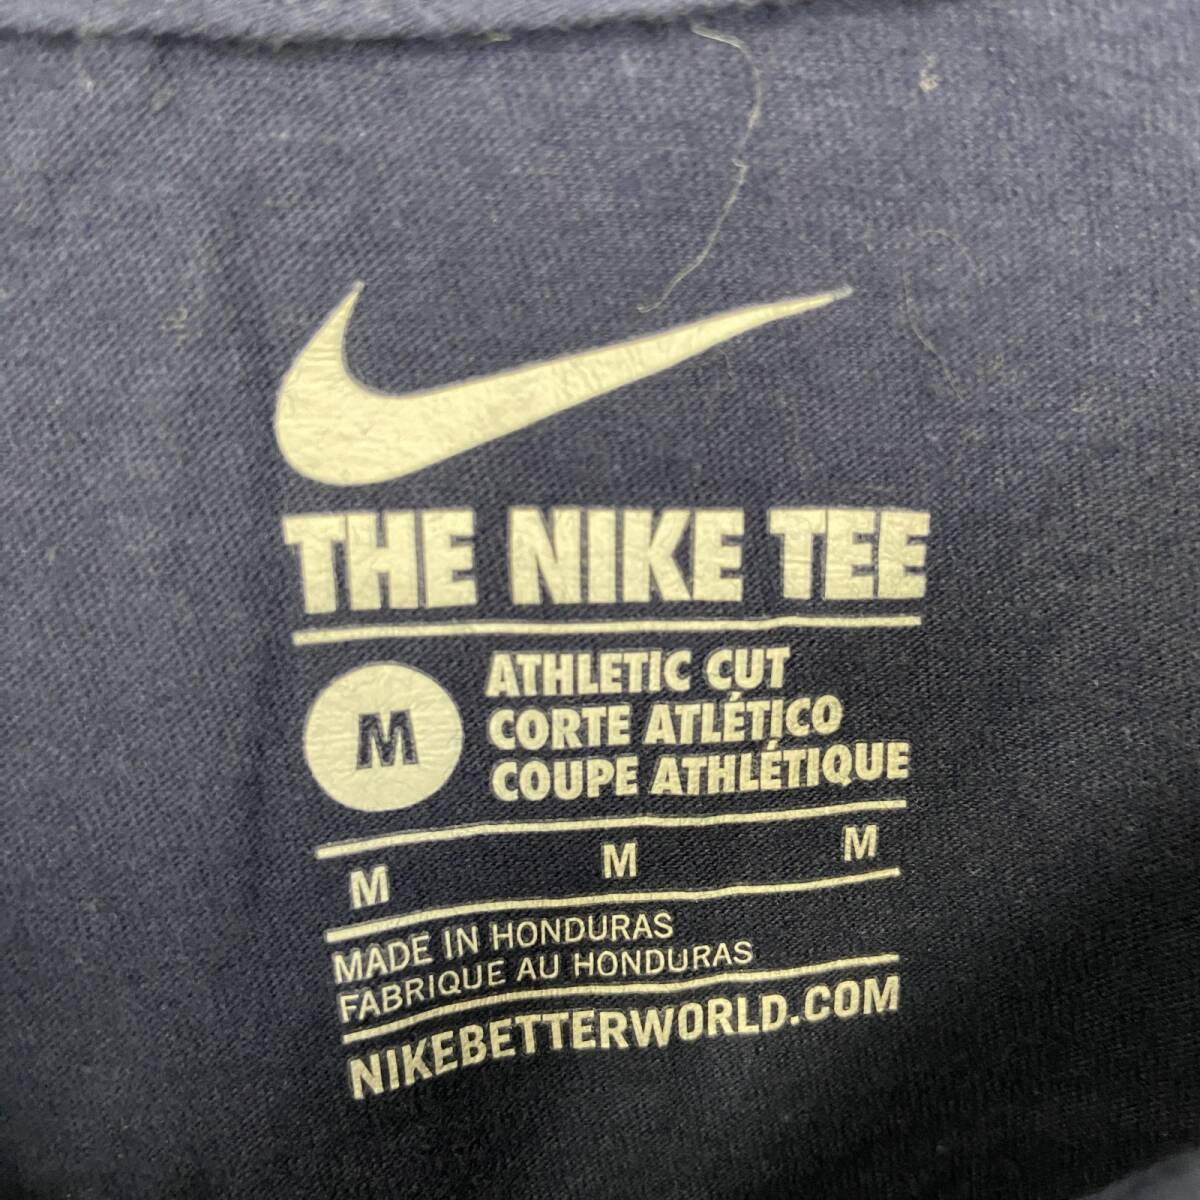 THE NIKE TEE
M
ATHLETIC CUT
CORTE ATLÉTICO
COUPE ATHLÉTIQUE
M M M
MADE IN HONDURAS
FABRIQUE AU HONDURAS
NIKEBETTERWORLD.COM